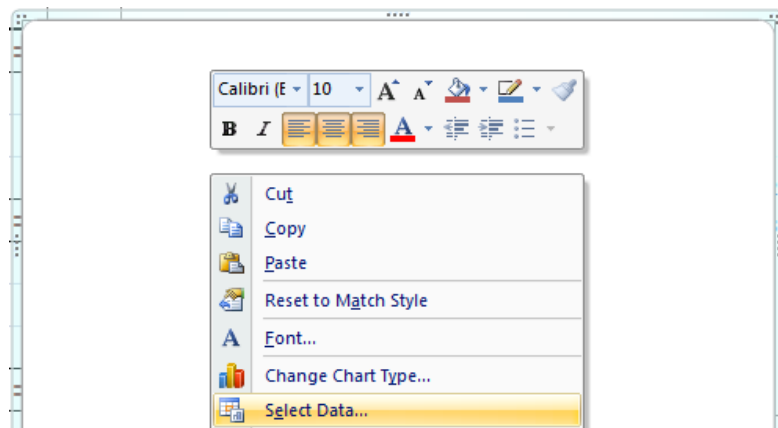 Calibri (E 10 A A
B I A
Cut
Copy
Paste
Reset to Match Style
A Font...
Change Chart Type...
Select Data...